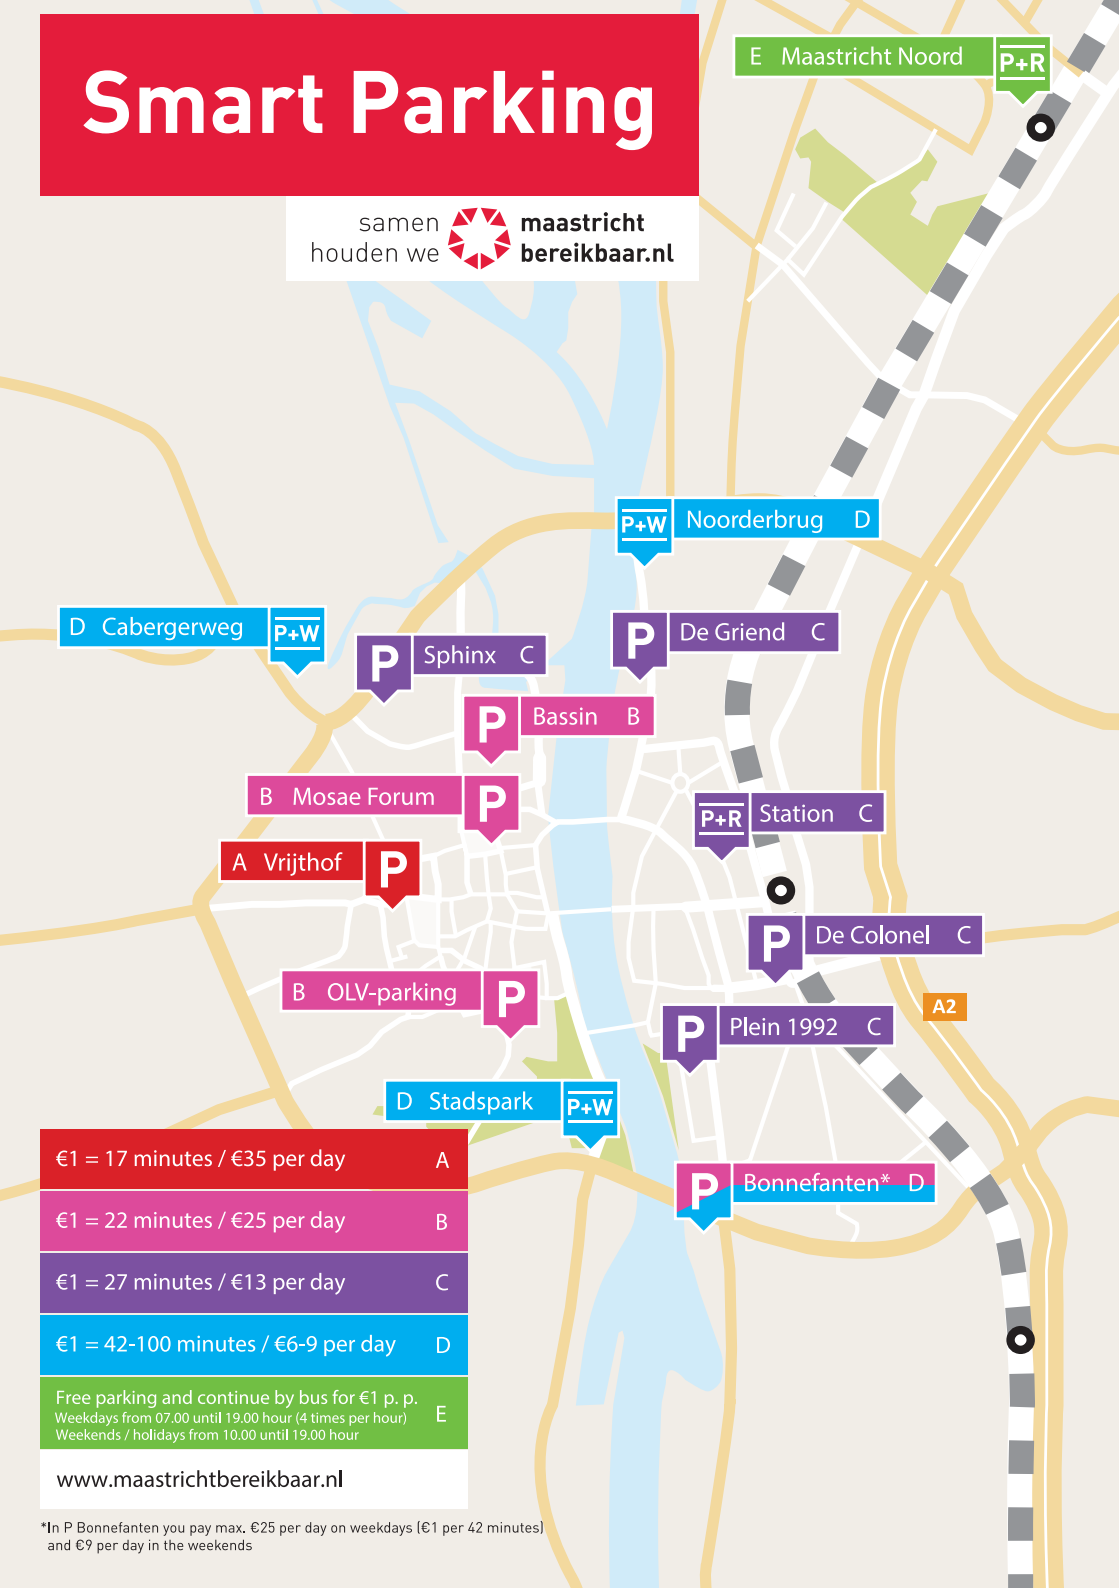 Smart Parking
E Maastricht Noord P+R
samen houden we maastricht bereikbaar.nl
P+W Noorderbrug D
D Cabergerweg P+W
P De Griend C
P Sphinx C
P Bassin B
B Mosae Forum P
P+R Station C
A Vrijthof P
P De Colonel C
B OLV-parking P
A2
P Plein 1992 C
D Stadspark P+W
P Bonnefanten* D
€1 = 17 minutes / €35 per day A
€1 = 22 minutes / €25 per day B
€1 = 27 minutes / €13 per day C
€1 = 42-100 minutes / €6-9 per day D
Free parking and continue by bus for €1 p. p.
Weekdays from 07.00 until 19.00 hour (4 times per hour) E
Weekends / holidays from 10.00 until 19.00 hour
www.maastrichtbereikbaar.nl
*In P Bonnefanten you pay max. €25 per day on weekdays (€1 per 42 minutes)
and €9 per day in the weekends